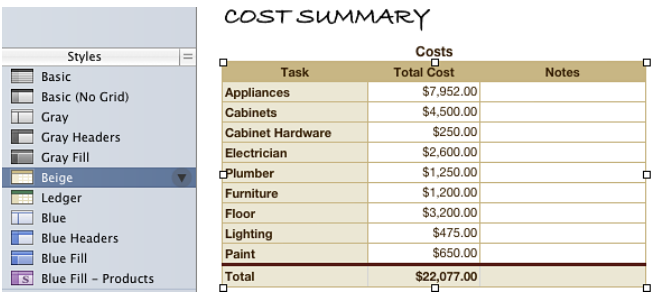 COST SUMMARY
Styles
Basic
Basic (No Grid)
Gray
Gray Headers
Gray Fill
Beige
Ledger
Blue
Blue Headers
Blue Fill
S Blue Fill – Products
Costs
Task Total Cost Notes
Appliances $7,952.00
Cabinets $4,500.00
Cabinet Hardware $250.00
Electrician $2,600.00
Plumber $1,250.00
Furniture $1,200.00
Floor $3,200.00
Lighting $475.00
Paint $650.00
Total $22,077.00